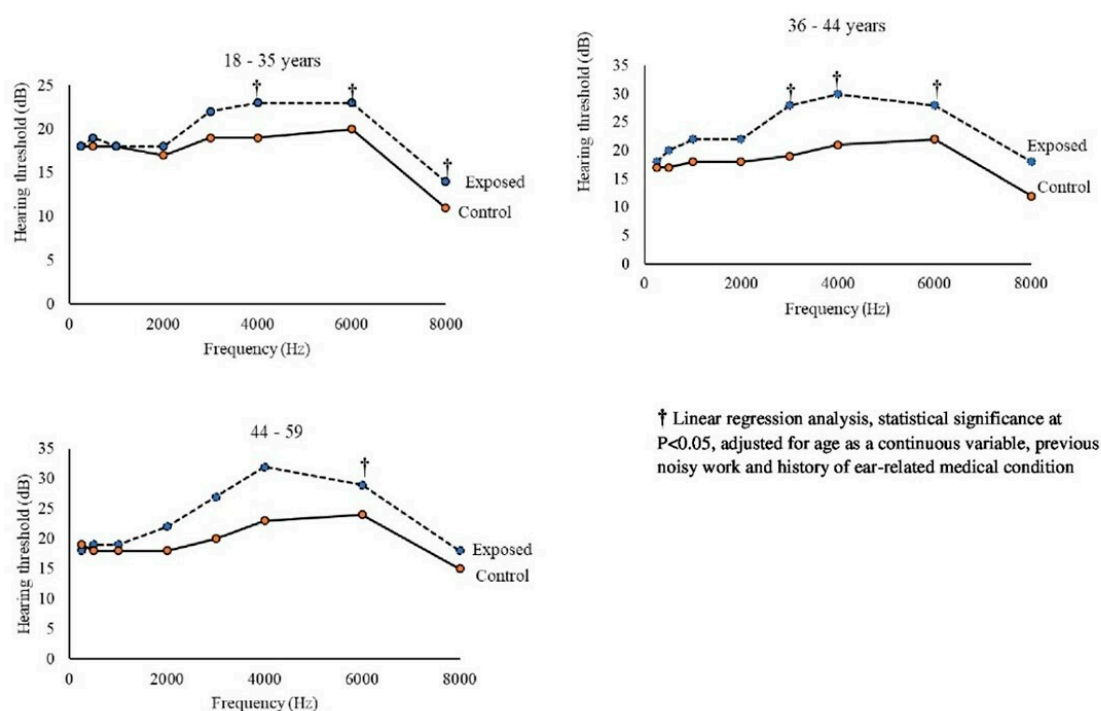 18 - 35 years
Hearing threshold (dB)
25
20
15
10
5
0
†
†
†
Exposed
Control
0
2000
4000
6000
8000
Frequency (Hz)
36 - 44 years
Hearing threshold (dB)
35
30
25
20
15
10
5
0
†
†
†
Exposed
Control
0
2000
4000
6000
8000
Frequency (Hz)
44 - 59
Hearing threshold (dB)
35
30
25
20
15
10
5
0
†
Exposed
Control
0
2000
4000
6000
8000
Frequency (Hz)
† Linear regression analysis, statistical significance at
P<0.05, adjusted for age as a continuous variable, previous
noisy work and history of ear-related medical condition